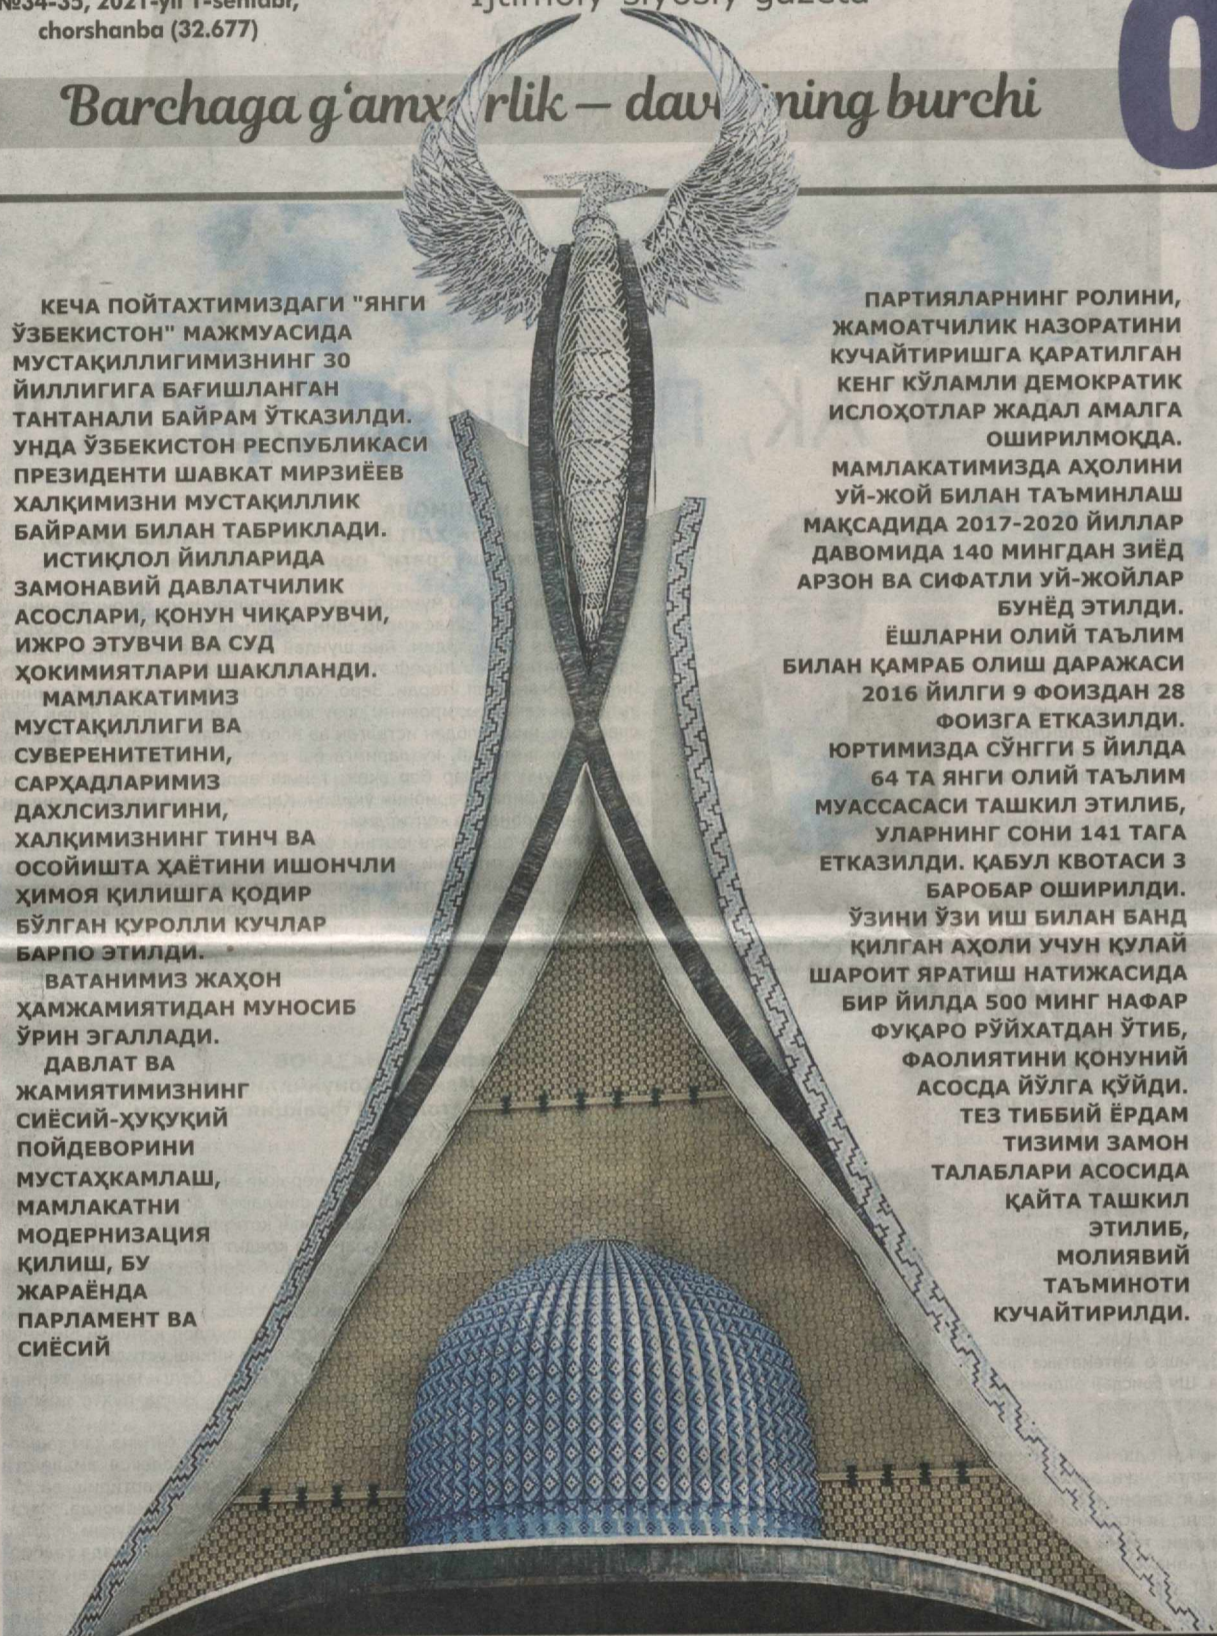 №34-35, 2021-yil 1-sentabr,
chorshanba (32.677)
Ijtimoiy-siyosiy gazeta
Barchaga g‘amxo‘rlik – davrning burchi
0
КЕЧА ПОЙТАХТИМИЗДАГИ "ЯНГИ
ЎЗБЕКИСТОН" МАЖМУАСИДА
МУСТАҚИЛЛИГИМИЗНИНГ 30
ЙИЛЛИГИГА БАҒИШЛАНГАН
ТАНТАНАЛИ БАЙРАМ ЎТКАЗИЛДИ.
УНДА ЎЗБЕКИСТОН РЕСПУБЛИКАСИ
ПРЕЗИДЕНТИ ШАВКАТ МИРЗИЁЕВ
ХАЛҚИМИЗНИ МУСТАҚИЛЛИК
БАЙРАМИ БИЛАН ТАБРИКЛАДИ.
ИСТИҚЛОЛ ЙИЛЛАРИДА
ЗАМОНАВИЙ ДАВЛАТЧИЛИК
АСОСЛАРИ, ҚОНУН ЧИҚАРУВЧИ,
ИЖРО ЭТУВЧИ ВА СУД
ҲОКИМИЯТЛАРИ ШАКЛЛАНДИ.
МАМЛАКАТИМИЗ
МУСТАҚИЛЛИГИ ВА
СУВЕРЕНИТЕТИНИ,
САРҲАДЛАРИМИЗ
ДАХЛСИЗЛИГИНИ,
ХАЛҚИМИЗНИНГ ТИНЧ ВА
ОСОЙИШТА ҲАЁТИНИ ИШОНЧЛИ
ҲИМОЯ ҚИЛИШГА ҚОДИР
БЎЛГАН ҚУРОЛЛИ КУЧЛАР
БАРПО ЭТИЛДИ.
ВАТАНИМИЗ ЖАҲОН
ҲАМЖАМИЯТИДАН МУНОСИБ
ЎРИН ЭГАЛЛАДИ.
ДАВЛАТ ВА
ЖАМИЯТИМИЗНИНГ
СИЁСИЙ-ҲУҚУҚИЙ
ПОЙДЕВОРИНИ
МУСТАҲКАМЛАШ,
МАМЛАКАТНИ
МОДЕРНИЗАЦИЯ
ҚИЛИШ, БУ
ЖАРАЁНДА
ПАРЛАМЕНТ ВА
СИЁСИЙ
ПАРТИЯЛАРНИНГ РОЛИНИ,
ЖАМОАТЧИЛИК НАЗОРАТИНИ
КУЧАЙТИРИШГА ҚАРАТИЛГАН
КЕНГ КЎЛАМЛИ ДЕМОКРАТИК
ИСЛОҲОТЛАР ЖАДАЛ АМАЛГА
ОШИРИЛМОҚДА.
МАМЛАКАТИМИЗДА АҲОЛИНИ
УЙ-ЖОЙ БИЛАН ТАЪМИНЛАШ
МАҚСАДИДА 2017-2020 ЙИЛЛАР
ДАВОМИДА 140 МИНГДАН ЗИЁД
АРЗОН ВА СИФАТЛИ УЙ-ЖОЙЛАР
БУНЁД ЭТИЛДИ.
ЁШЛАРНИ ОЛИЙ ТАЪЛИМ
БИЛАН ҚАМРАБ ОЛИШ ДАРАЖАСИ
2016 ЙИЛГИ 9 ФОИЗДАН 28
ФОИЗГА ЕТКАЗИЛДИ.
ЮРТИМИЗДА СЎНГГИ 5 ЙИЛДА
64 ТА ЯНГИ ОЛИЙ ТАЪЛИМ
МУАССАСАСИ ТАШКИЛ ЭТИЛИБ,
УЛАРНИНГ СОНИ 141 ТАГА
ЕТКАЗИЛДИ. ҚАБУЛ КВОТАСИ 3
БАРОБАР ОШИРИЛДИ.
ЎЗИНИ ЎЗИ ИШ БИЛАН БАНД
ҚИЛГАН АҲОЛИ УЧУН ҚУЛАЙ
ШАРОИТ ЯРАТИШ НАТИЖАСИДА
БИР ЙИЛДА 500 МИНГ НАФАР
ФУҚАРО РЎЙХАТДАН ЎТИБ,
ФАОЛИЯТИНИ ҚОНУНИЙ
АСОСДА ЙЎЛГА ҚЎЙДИ.
ТЕЗ ТИББИЙ ЁРДАМ
ТИЗИМИ ЗАМОН
ТАЛАБЛАРИ АСОСИДА
ҚАЙТА ТАШКИЛ
ЭТИЛИБ,
МОЛИЯВИЙ
ТАЪМИНОТИ
КУЧАЙТИРИЛДИ.